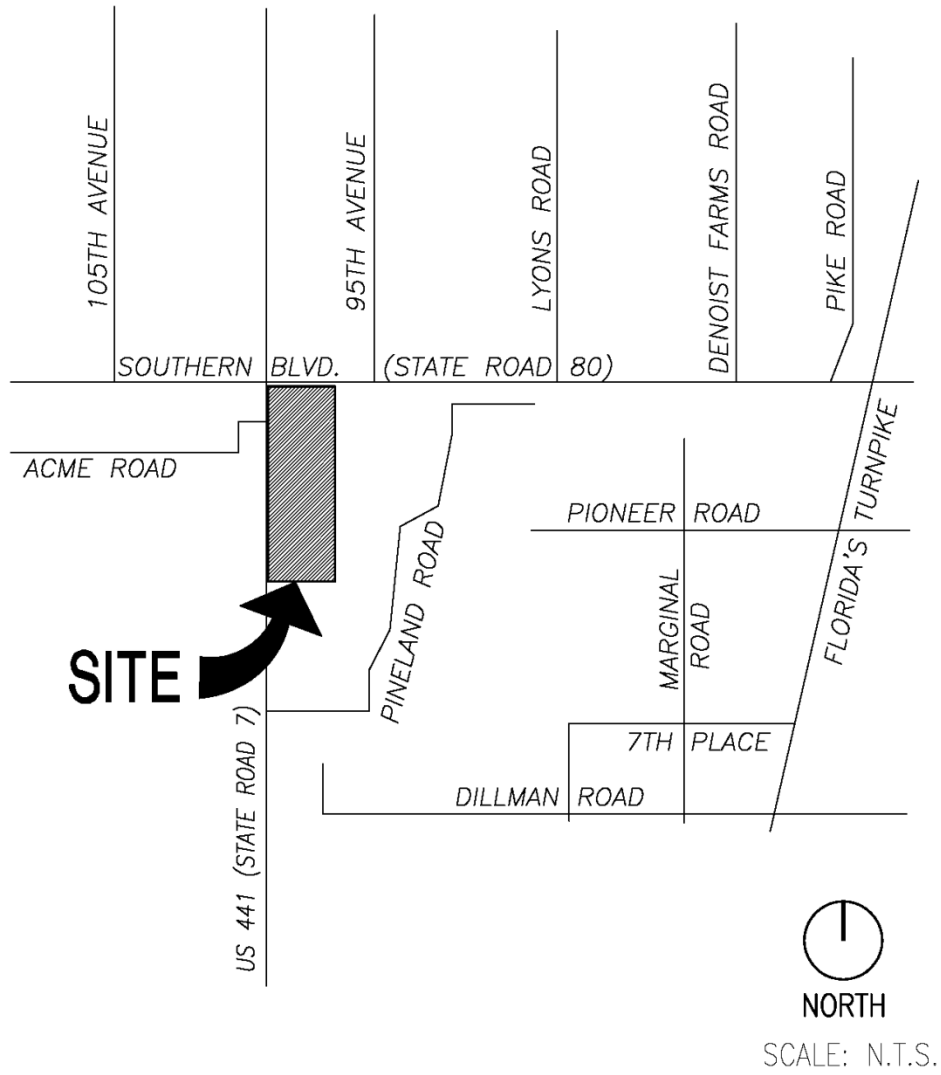 105TH AVENUE
95TH AVENUE
LYONS ROAD
DENOIST FARMS ROAD
PIKE ROAD
SOUTHERN BLVD. (STATE ROAD 80)
ACME ROAD
PINELAND ROAD
PIONEER ROAD
FLORIDA'S TURNPIKE
MARGINAL
ROAD
SITE
US 441 (STATE ROAD 7)
7TH PLACE
DILLMAN ROAD
NORTH
SCALE: N.T.S.